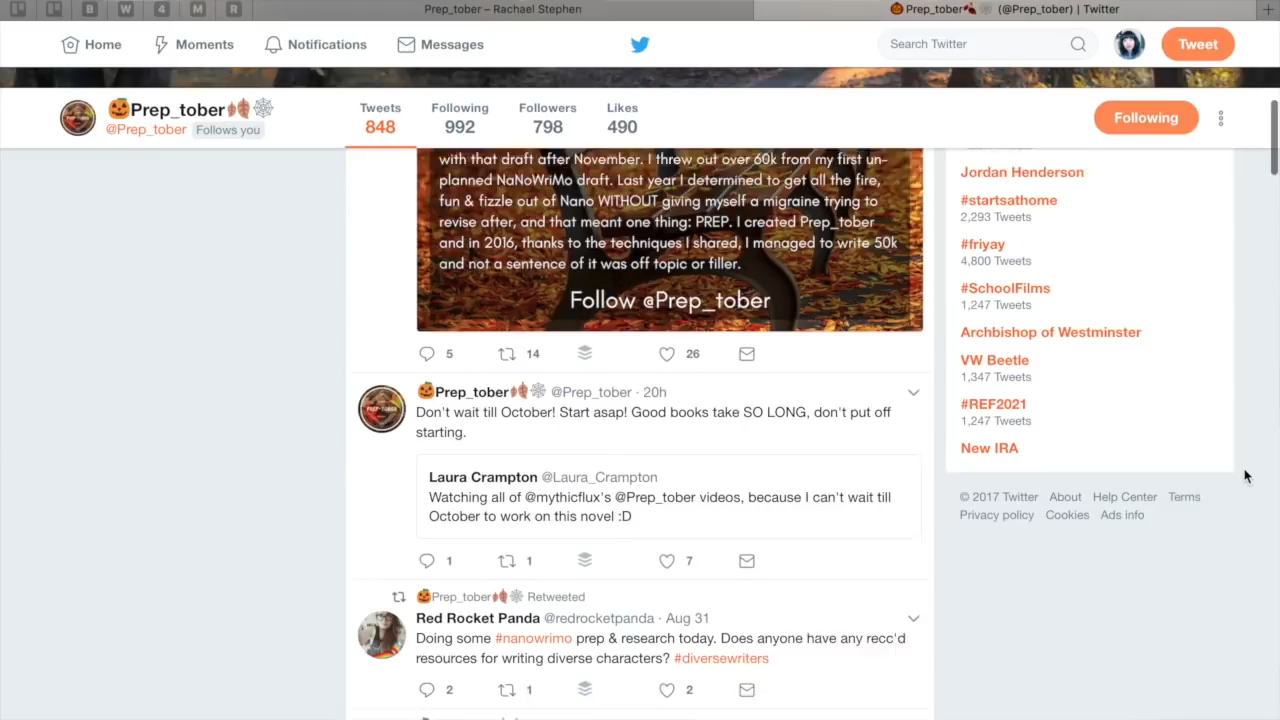 B
W
4
M
R
Prep_tober – Rachael Stephen
🎃Prep_tober🍂🕸 (@Prep_tober) | Twitter
Home
Moments
Notifications
Messages
Search Twitter
Tweet
🎃Prep_tober🍂🕸
@Prep_tober Follows you
Tweets
848
Following
992
Followers
798
Likes
490
Following
with that draft after November. I threw out over 60k from my first un-
planned NaNoWriMo draft. Last year I determined to get all the fire,
fun & fizzle out of Nano WITHOUT giving myself a migraine trying to
revise after, and that meant one thing: PREP. I created Prep_tober
and in 2016, thanks to the techniques I shared, I managed to write 50k
and not a sentence of it was off topic or filler.
Follow @Prep_tober
5 14 26
🎃Prep_tober🍂🕸 @Prep_tober · 20h
Don't wait till October! Start asap! Good books take SO LONG, don't put off
starting.
Laura Crampton @Laura_Crampton
Watching all of @mythicflux's @Prep_tober videos, because I can't wait till
October to work on this novel :D
1 1 7
🎃Prep_tober🍂🕸 Retweeted
Red Rocket Panda @redrocketpanda · Aug 31
Doing some #nanowrimo prep & research today. Does anyone have any recc'd
resources for writing diverse characters? #diversewriters
2 1 2
Jordan Henderson
#startsathome
2,293 Tweets
#friyay
4,800 Tweets
#SchoolFilms
1,247 Tweets
Archbishop of Westminster
VW Beetle
1,347 Tweets
#REF2021
1,247 Tweets
New IRA
© 2017 Twitter About Help Center Terms
Privacy policy Cookies Ads info